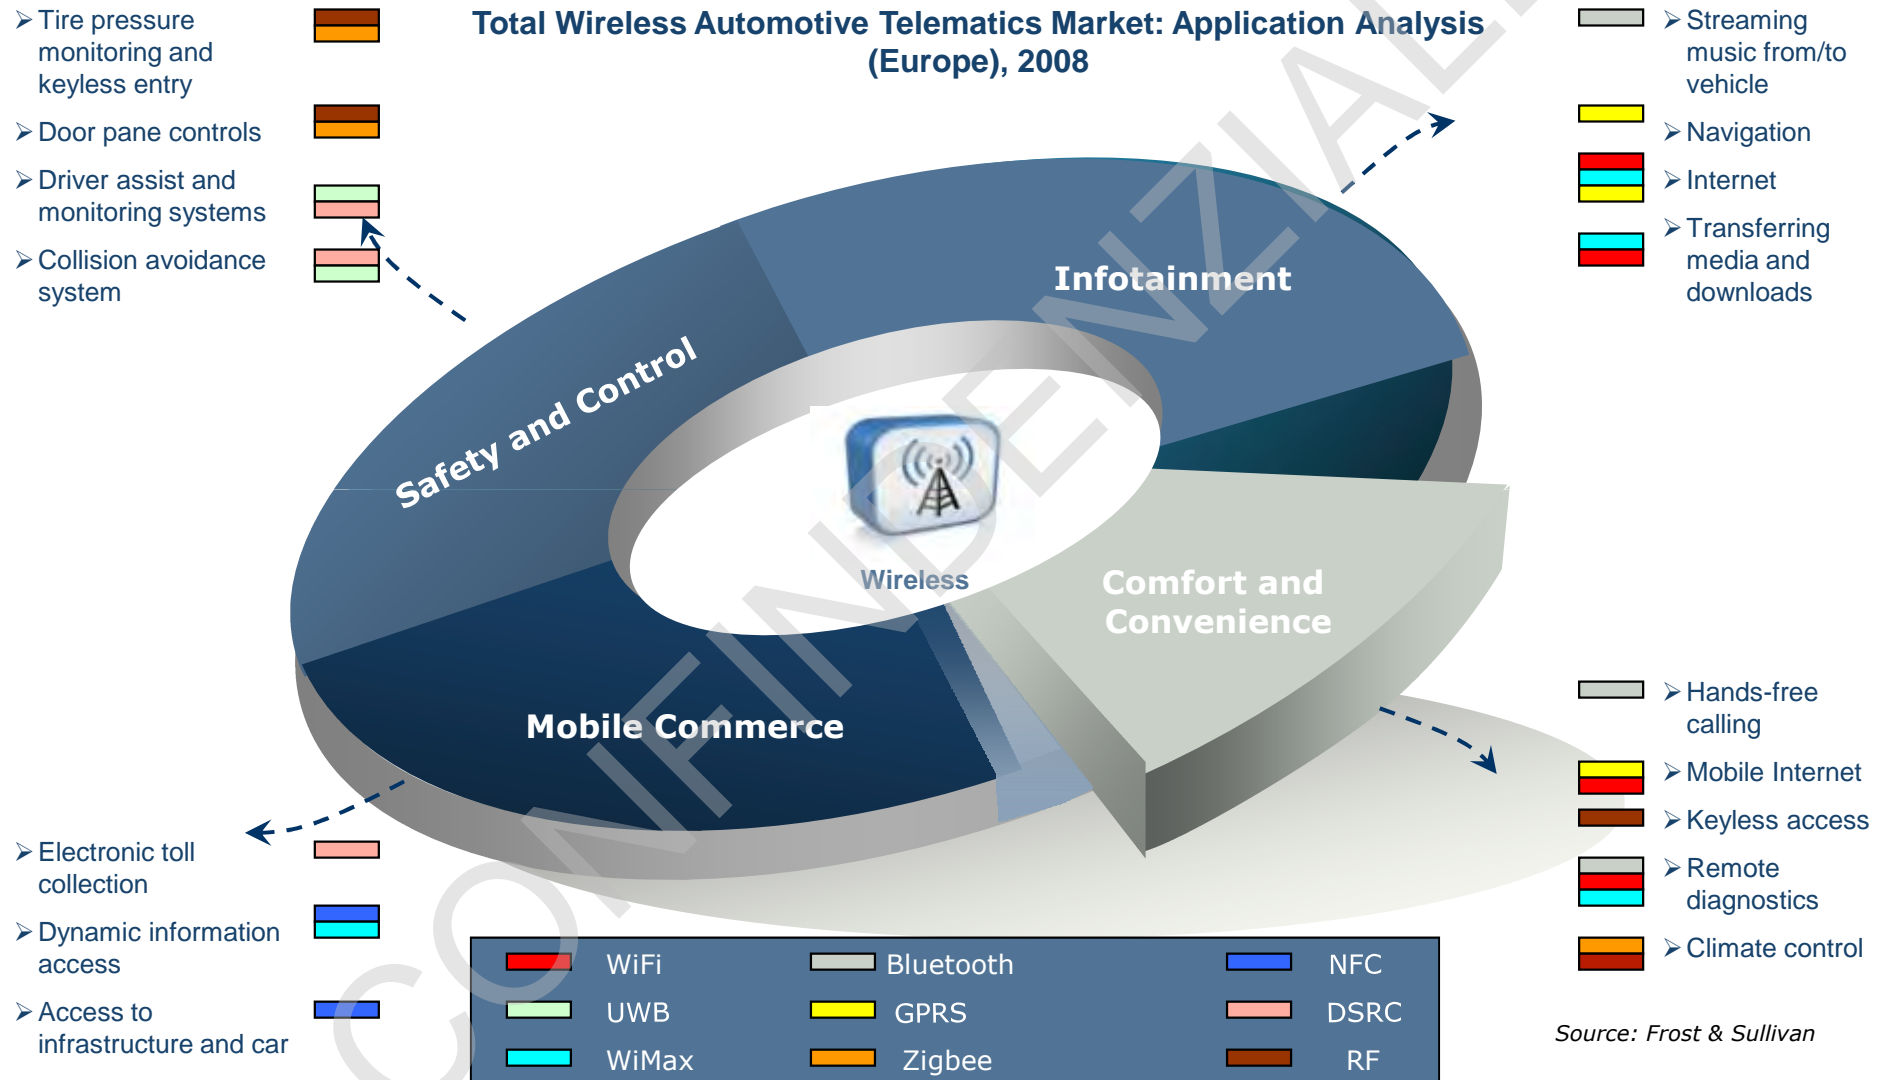 Total Wireless Automotive Telematics Market: Application Analysis
(Europe), 2008
Tire pressure
monitoring and
keyless entry
Door pane controls
Driver assist and
monitoring systems
Collision avoidance
system
Streaming
music from/to
vehicle
Navigation
Internet
Transferring
media and
downloads
Infotainment
Safety and Control
Wireless
Comfort and
Convenience
Mobile Commerce
Hands-free
calling
Mobile Internet
Keyless access
Remote
diagnostics
Climate control
Electronic toll
collection
Dynamic information
access
Access to
infrastructure and car
WiFi
Bluetooth
NFC
UWB
GPRS
DSRC
WiMax
Zigbee
RF
Source: Frost & Sullivan
CONFINDENZIAL